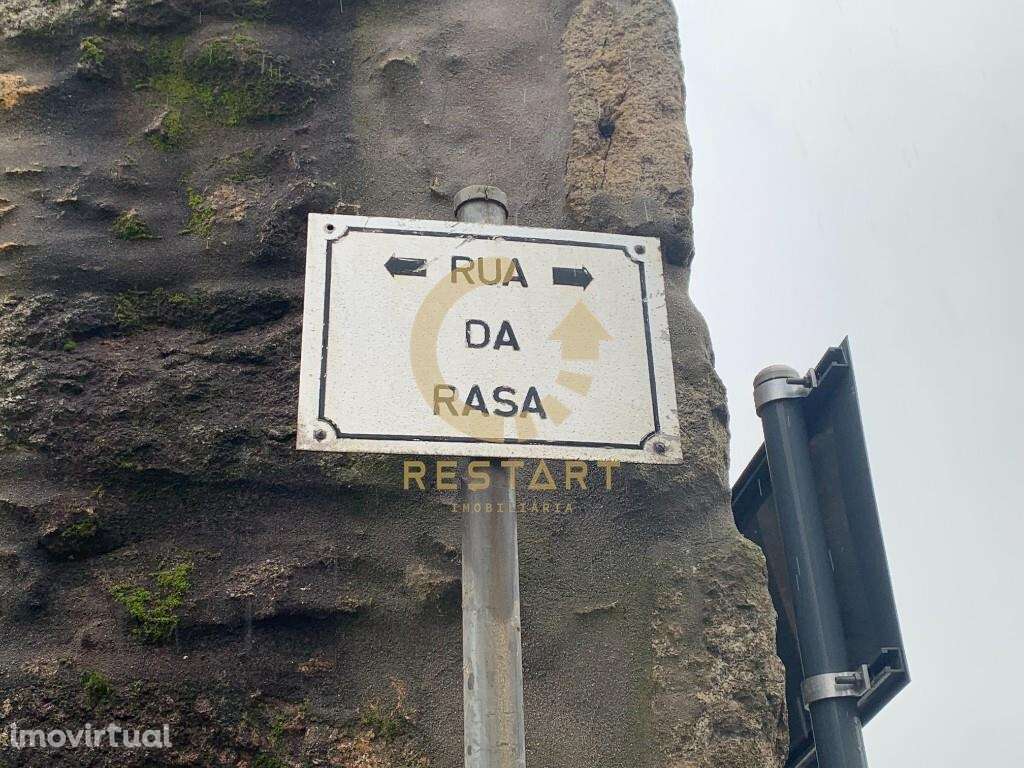 RUA
DA
RASA
RESTART
IMOBILIÁRIA
imovirtual